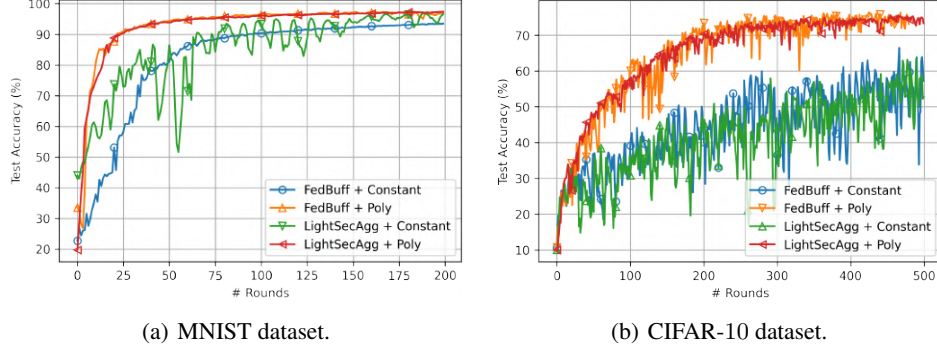 100
90
80
70
60
50
40
30
20
Test Accuracy (%)
0 25 50 75 100 125 150 175 200
# Rounds
FedBuff + Constant
FedBuff + Poly
LightSecAgg + Constant
LightSecAgg + Poly
(a) MNIST dataset.
70
60
50
40
30
20
10
Test Accuracy (%)
0 100 200 300 400 500
# Rounds
FedBuff + Constant
FedBuff + Poly
LightSecAgg + Constant
LightSecAgg + Poly
(b) CIFAR-10 dataset.